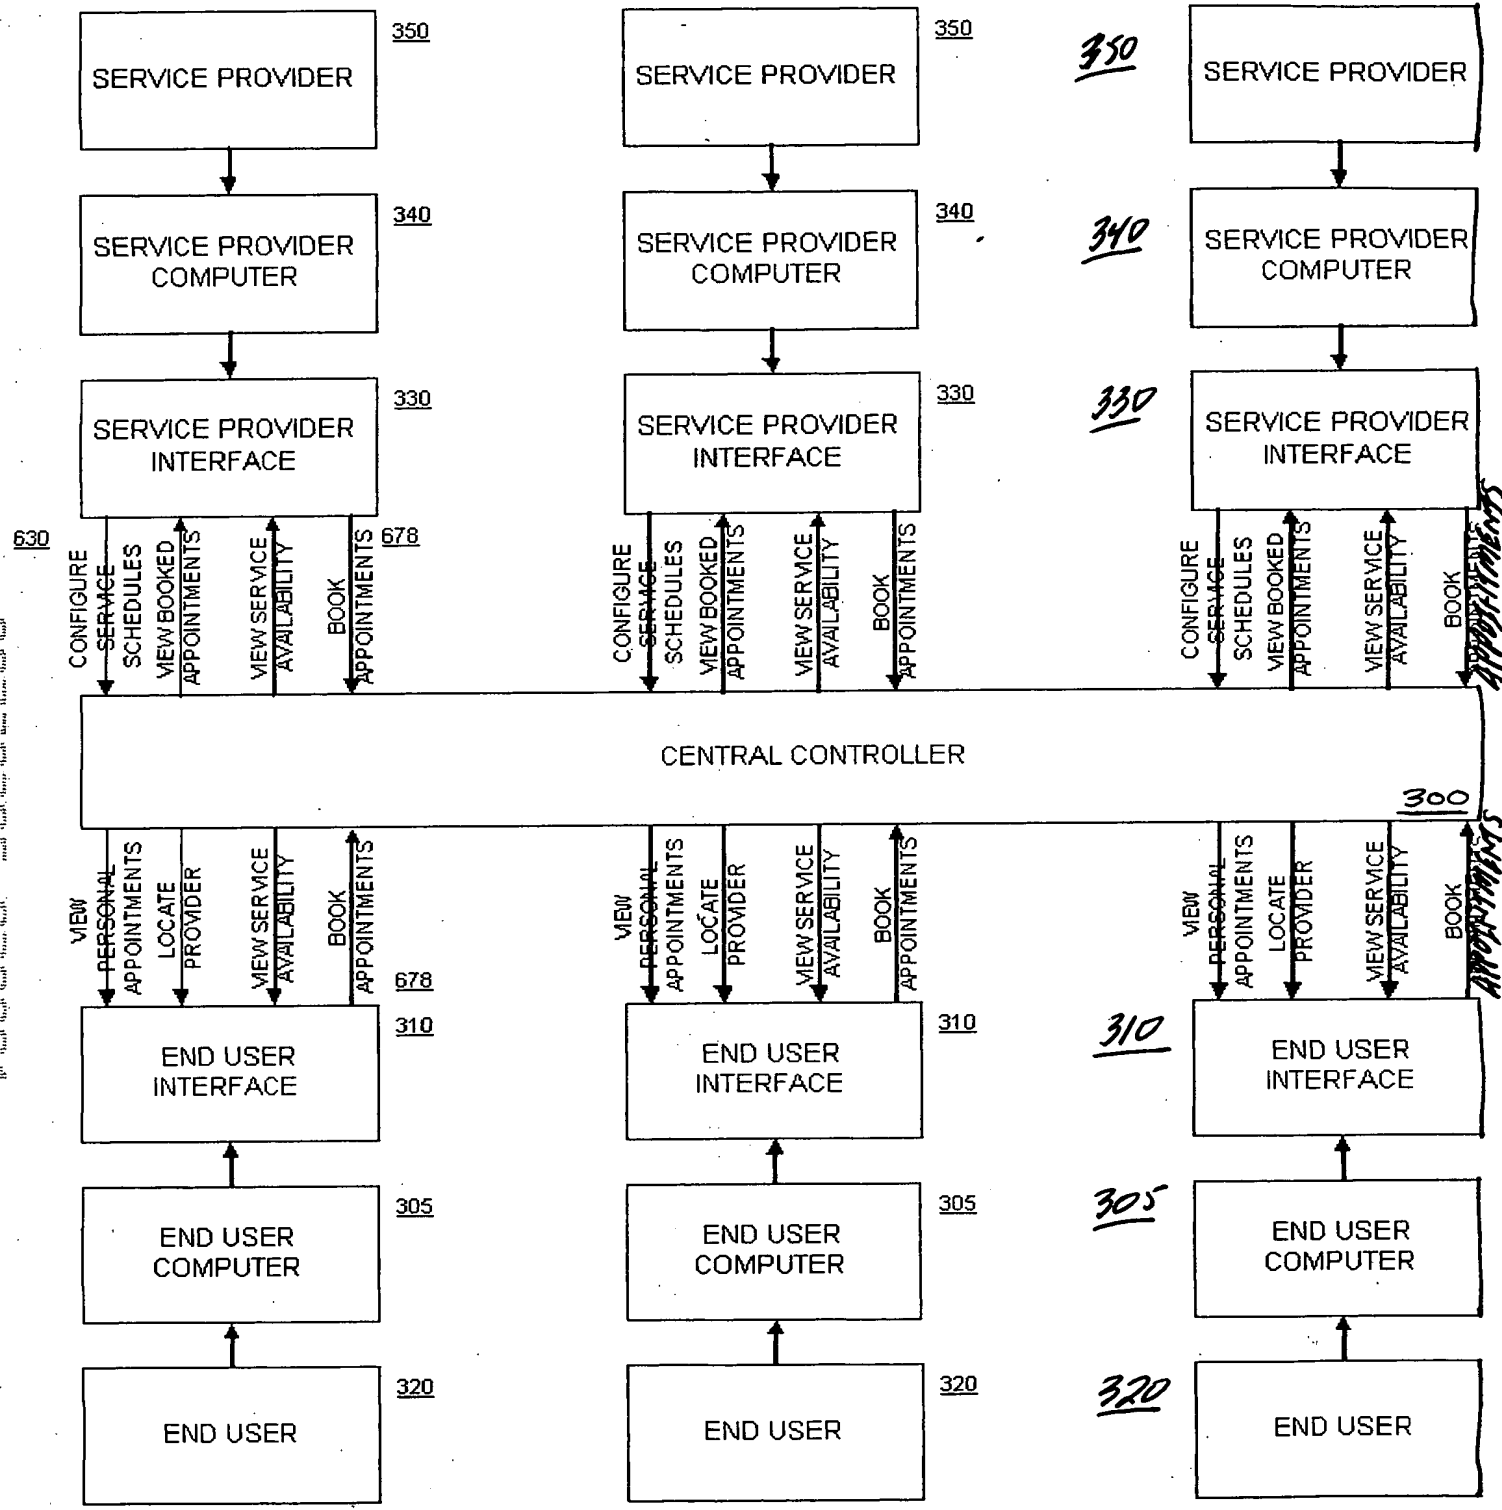 350
SERVICE PROVIDER
350
SERVICE PROVIDER
350
SERVICE PROVIDER
340
SERVICE PROVIDER
COMPUTER
340
SERVICE PROVIDER
COMPUTER
340
SERVICE PROVIDER
COMPUTER
330
SERVICE PROVIDER
INTERFACE
330
SERVICE PROVIDER
INTERFACE
330
SERVICE PROVIDER
INTERFACE
630
CONFIGURE
SERVICE
SCHEDULES
VIEW BOOKED
APPOINTMENTS
VIEW SERVICE
AVAILABILITY
BOOK
APPOINTMENTS
678
CONFIGURE
SERVICE
SCHEDULES
VIEW BOOKED
APPOINTMENTS
VIEW SERVICE
AVAILABILITY
BOOK
APPOINTMENTS
CONFIGURE
SERVICE
SCHEDULES
VIEW BOOKED
APPOINTMENTS
VIEW SERVICE
AVAILABILITY
BOOK
APPOINTMENTS
CENTRAL CONTROLLER
300
VIEW
PERSONAL
APPOINTMENTS
LOCATE
PROVIDER
VIEW SERVICE
AVAILABILITY
BOOK
APPOINTMENTS
678
VIEW
PERSONAL
APPOINTMENTS
LOCATE
PROVIDER
VIEW SERVICE
AVAILABILITY
BOOK
APPOINTMENTS
VIEW
PERSONAL
APPOINTMENTS
LOCATE
PROVIDER
VIEW SERVICE
AVAILABILITY
BOOK
APPOINTMENTS
310
END USER
INTERFACE
310
END USER
INTERFACE
310
END USER
INTERFACE
305
END USER
COMPUTER
305
END USER
COMPUTER
305
END USER
COMPUTER
320
END USER
320
END USER
320
END USER